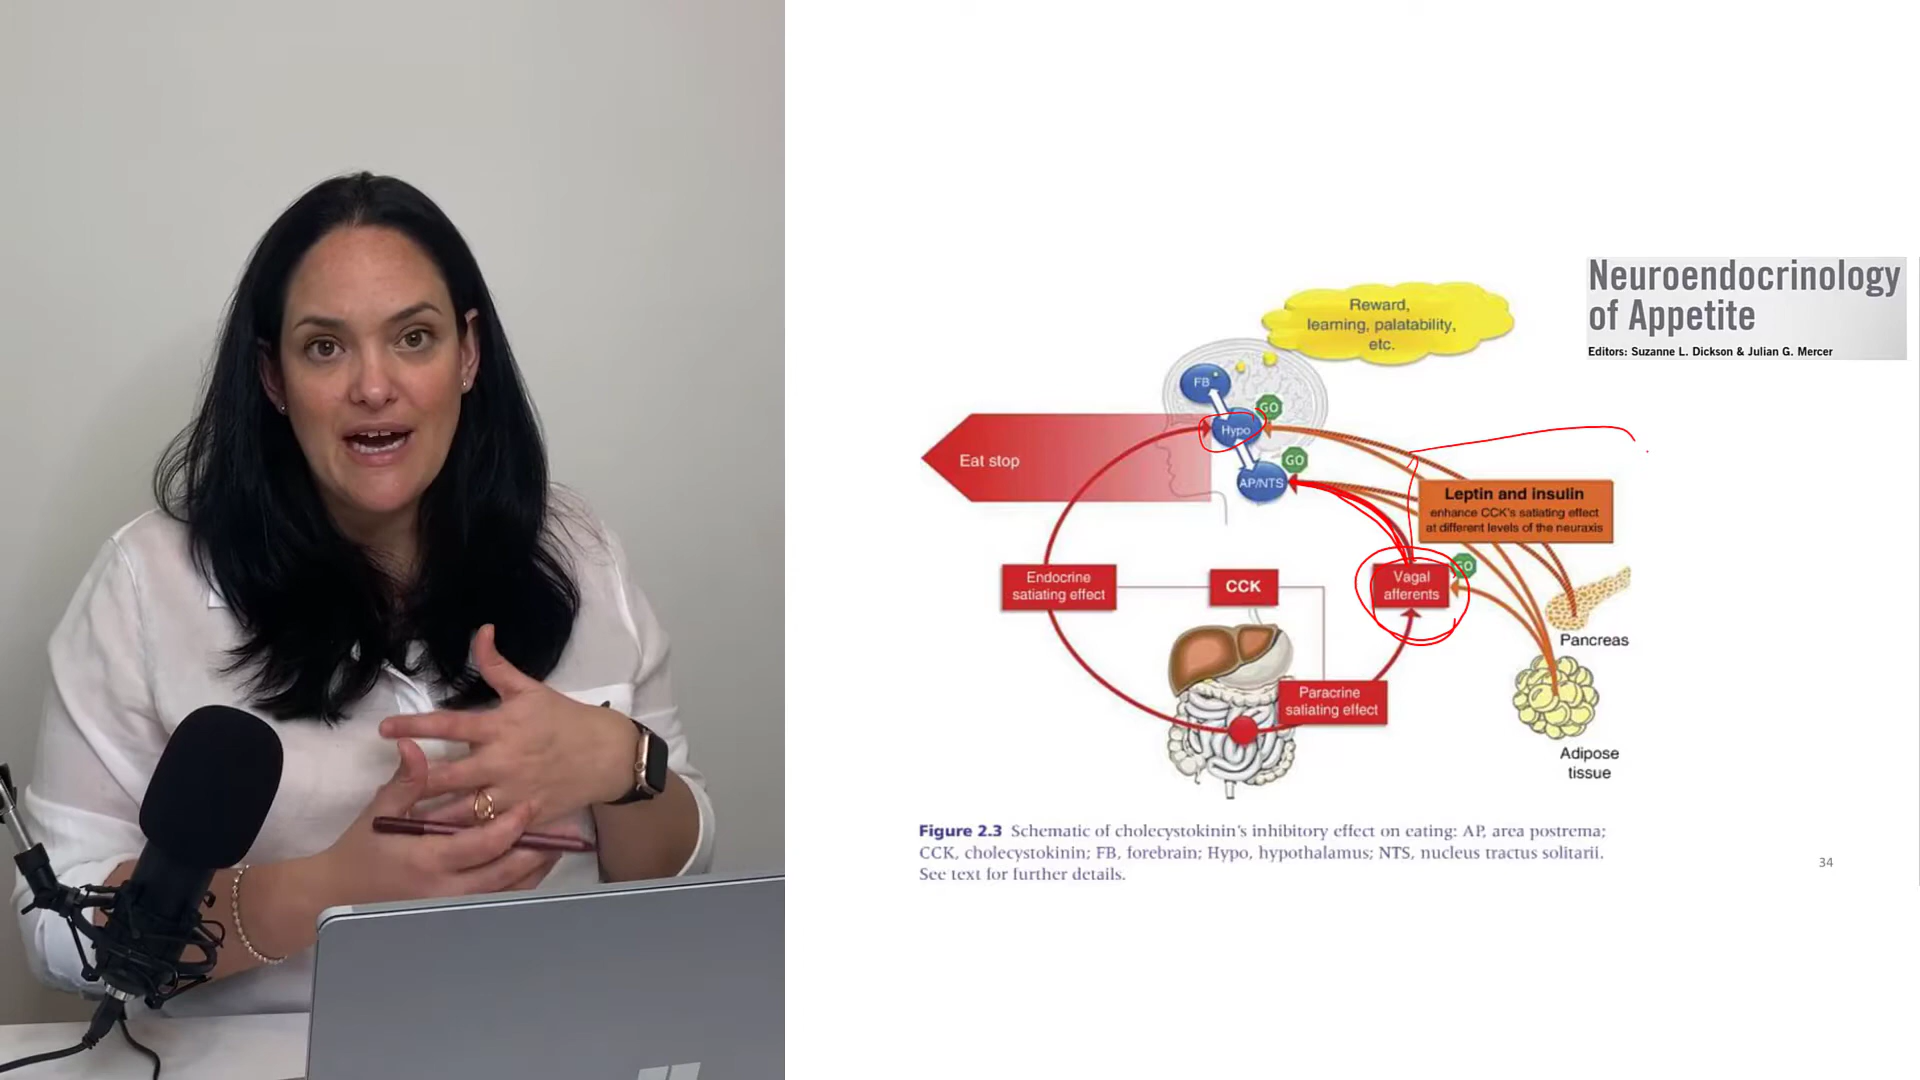 Neuroendocrinology
of Appetite
Editors: Suzanne L. Dickson & Julian G. Mercer
Reward,
learning, palatability,
etc.
FB
GO
Hypo
Eat stop
GO
AP/NTS
Leptin and insulin
enhance CCK's satiating effect
at different levels of the neuraxis
Endocrine
satiating effect
CCK
Vagal
afferents
GO
Pancreas
Paracrine
satiating effect
Adipose
tissue
Figure 2.3 Schematic of cholecystokinin's inhibitory effect on eating: AP, area postrema;
CCK, cholecystokinin; FB, forebrain; Hypo, hypothalamus; NTS, nucleus tractus solitarii.
See text for further details.
34